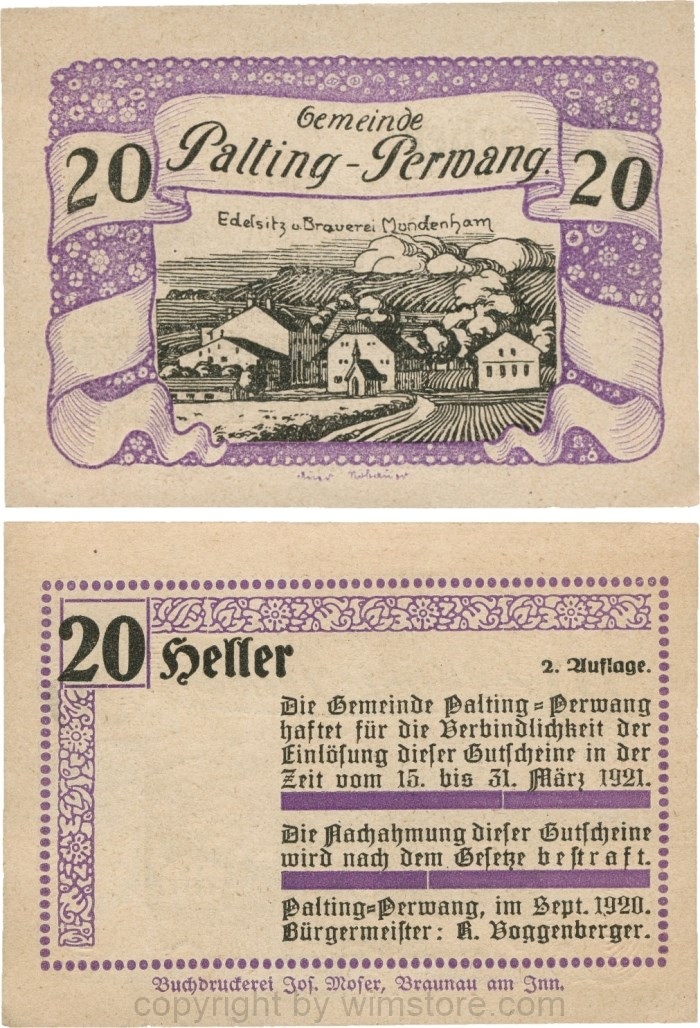 Gemeinde
20 Palting-Perwang. 20
Edelsitz u. Brauerei Mundenham
20 Heller
2. Auflage.
Die Gemeinde Palting=Perwang
haftet für die Verbindlichkeit der
Einlösung dieser Gutscheine in der
Zeit vom 15. bis 31. März 1921.
Die Nachahmung dieser Gutscheine
wird nach dem Gesetze bestraft.
Palting=Perwang, im Sept. 1920.
Bürgermeister: R. Voggenberger.
Buchdruckerei Jos. Moser, Braunau am Inn.
copyright by wimstore.com